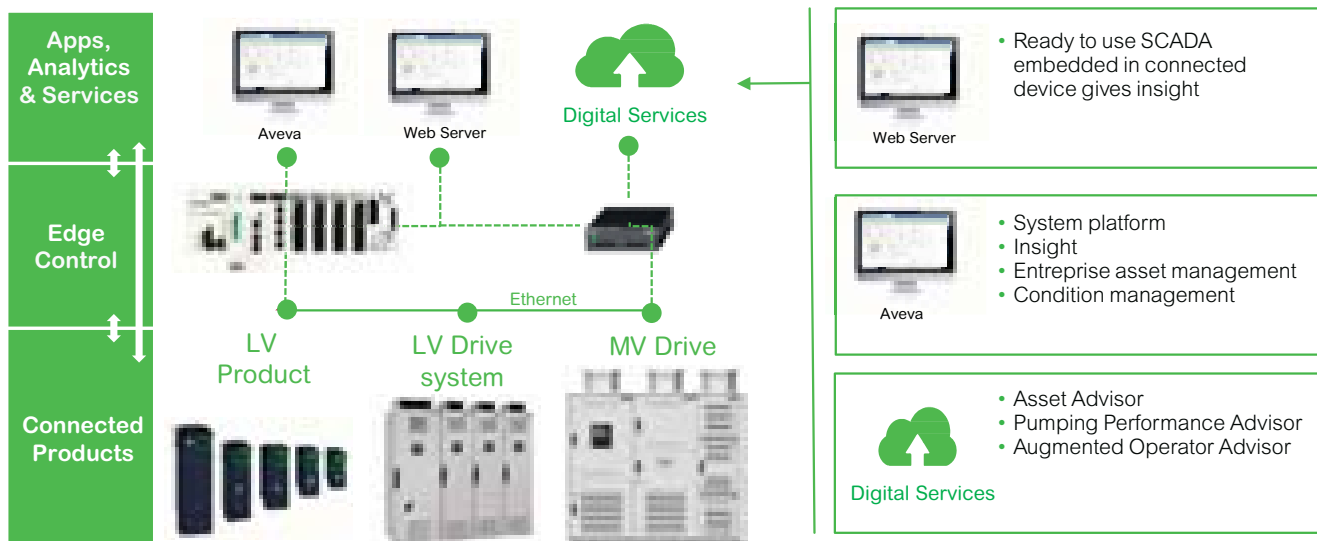 Apps,
Analytics
& Services
Edge
Control
Connected
Products
Aveva
Web Server
Digital Services
Ethernet
LV
Product
LV Drive
system
MV Drive
Web Server
• Ready to use SCADA
embedded in connected
device gives insight
Aveva
• System platform
• Insight
• Entreprise asset management
• Condition management
Digital Services
• Asset Advisor
• Pumping Performance Advisor
• Augmented Operator Advisor